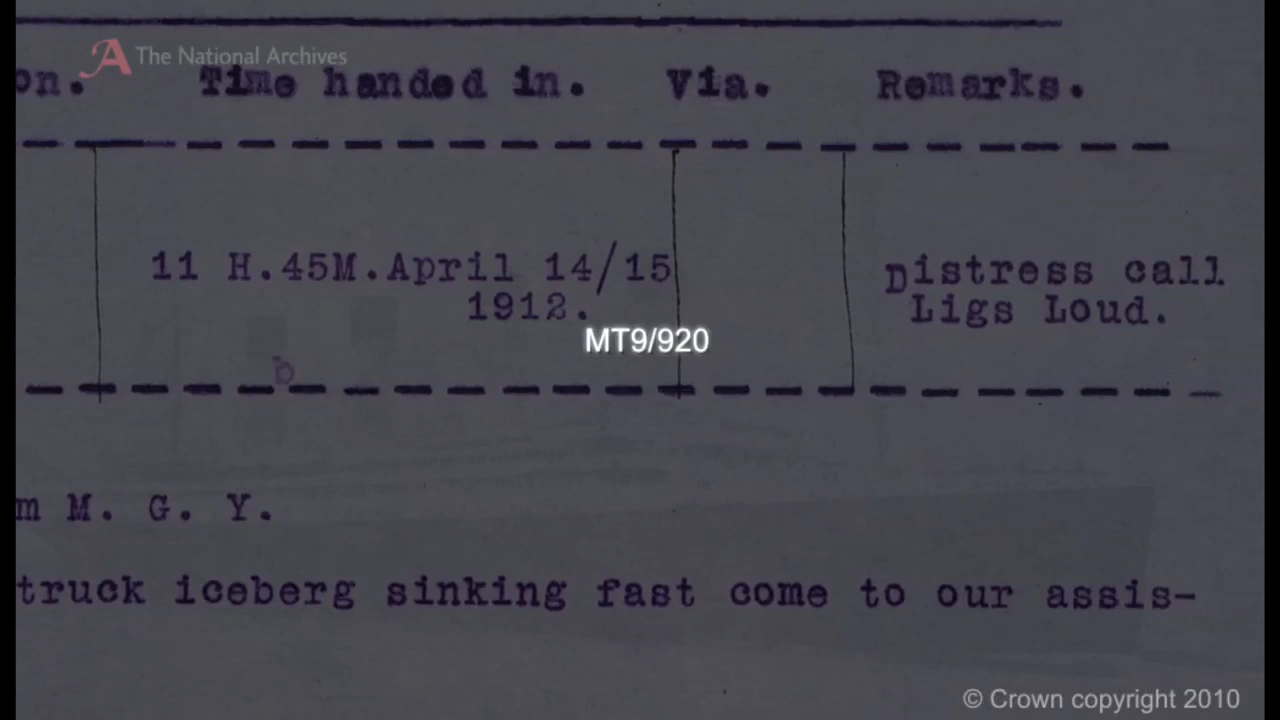 The National Archives
on. Time handed in. Via. Remarks.
11 H.45M.April 14/15 Distress call
1912. Ligs Loud.
MT9/920
m M. G. Y.
truck iceberg sinking fast come to our assis-
© Crown copyright 2010